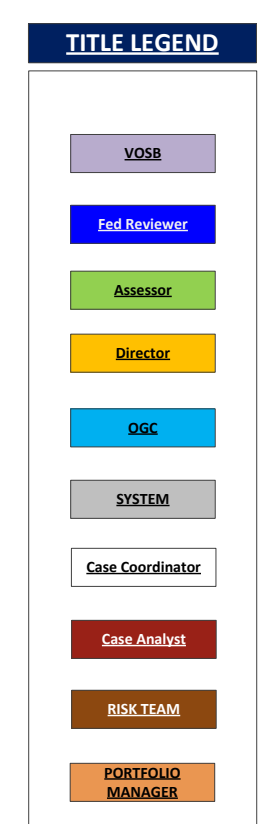 TITLE LEGEND
VOSB
Fed Reviewer
Assessor
Director
OGC
SYSTEM
Case Coordinator
Case Analyst
RISK TEAM
PORTFOLIO
MANAGER